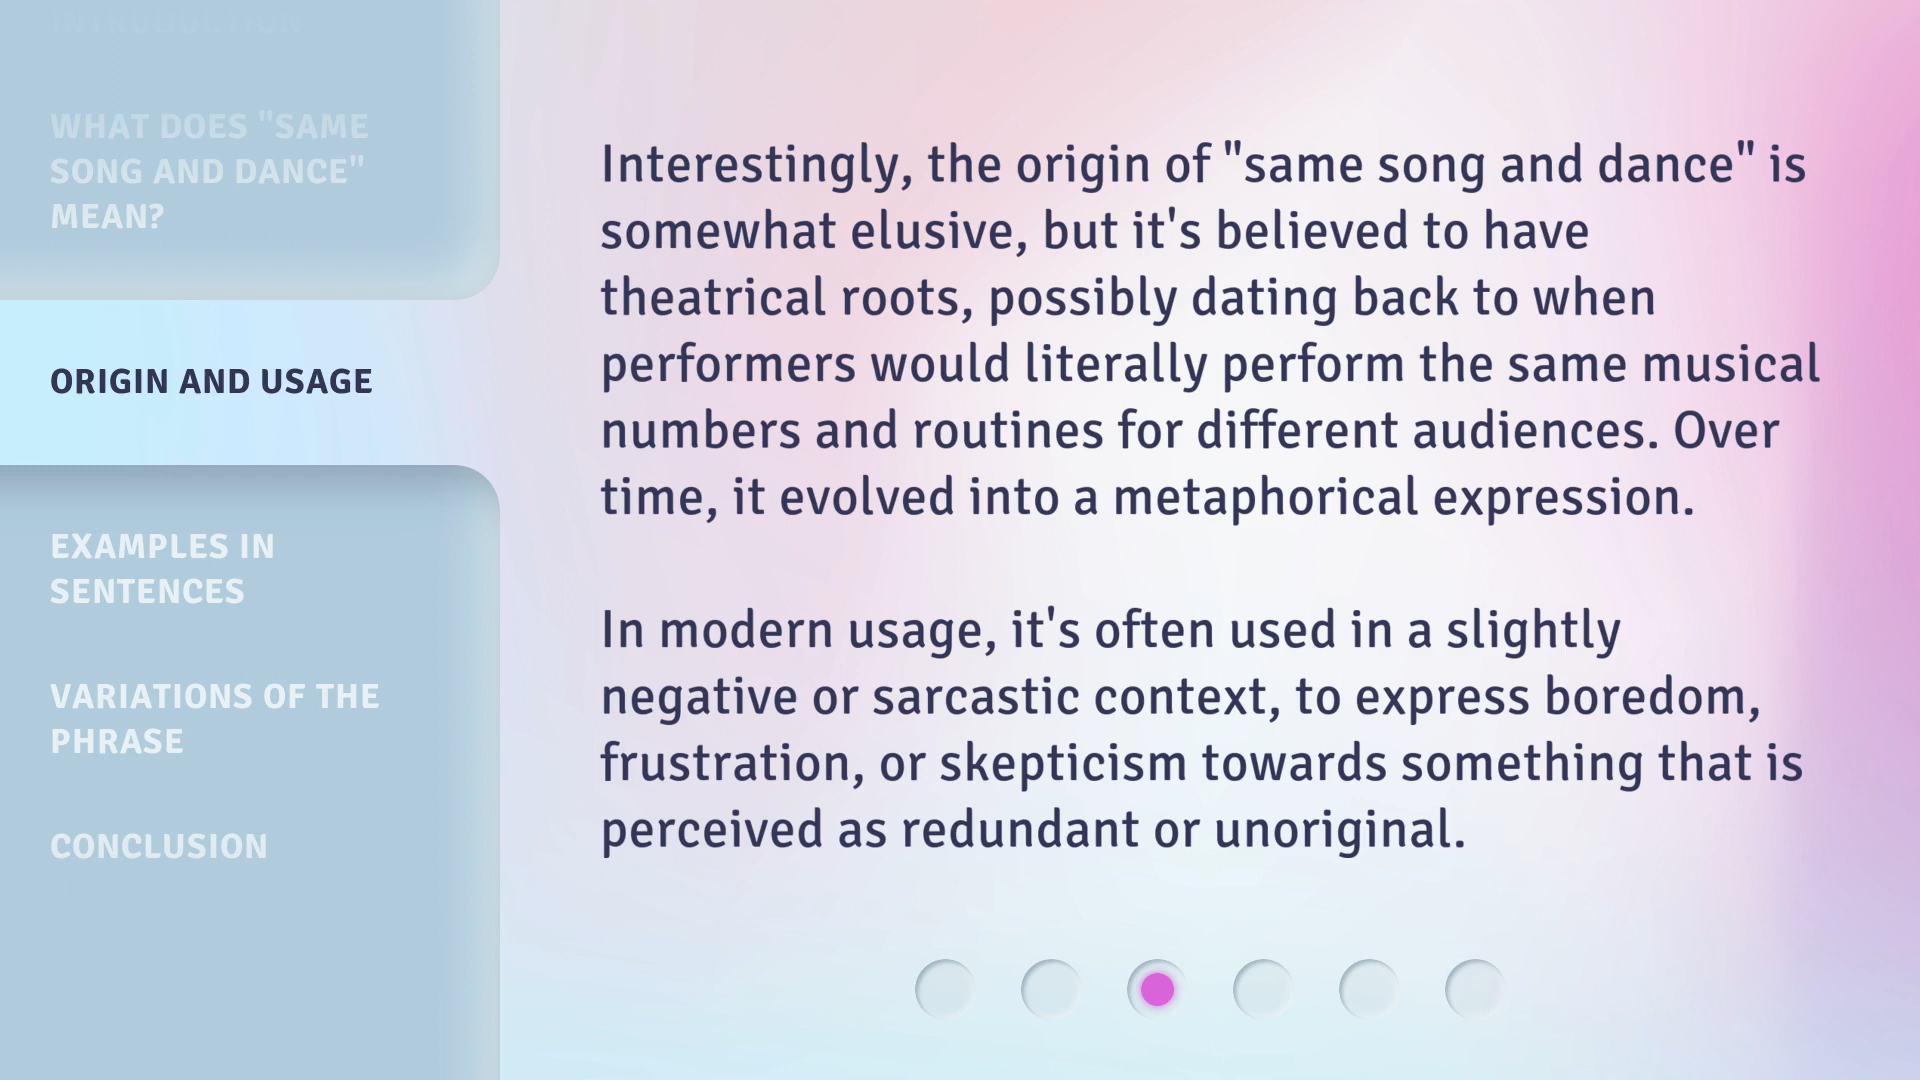 INTRODUCTION
WHAT DOES "SAME
SONG AND DANCE"
MEAN?
ORIGIN AND USAGE
EXAMPLES IN
SENTENCES
VARIATIONS OF THE
PHRASE
CONCLUSION
Interestingly, the origin of "same song and dance" is
somewhat elusive, but it's believed to have
theatrical roots, possibly dating back to when
performers would literally perform the same musical
numbers and routines for different audiences. Over
time, it evolved into a metaphorical expression.
In modern usage, it's often used in a slightly
negative or sarcastic context, to express boredom,
frustration, or skepticism towards something that is
perceived as redundant or unoriginal.